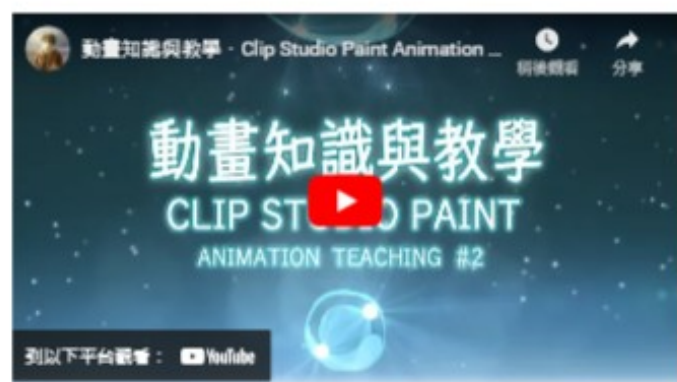 動畫知識與教學 - Clip Studio Paint Animation ...
稍後觀看
分享
動畫知識與教學
CLIP STUDIO PAINT
ANIMATION TEACHING #2
到以下平台觀看：
YouTube